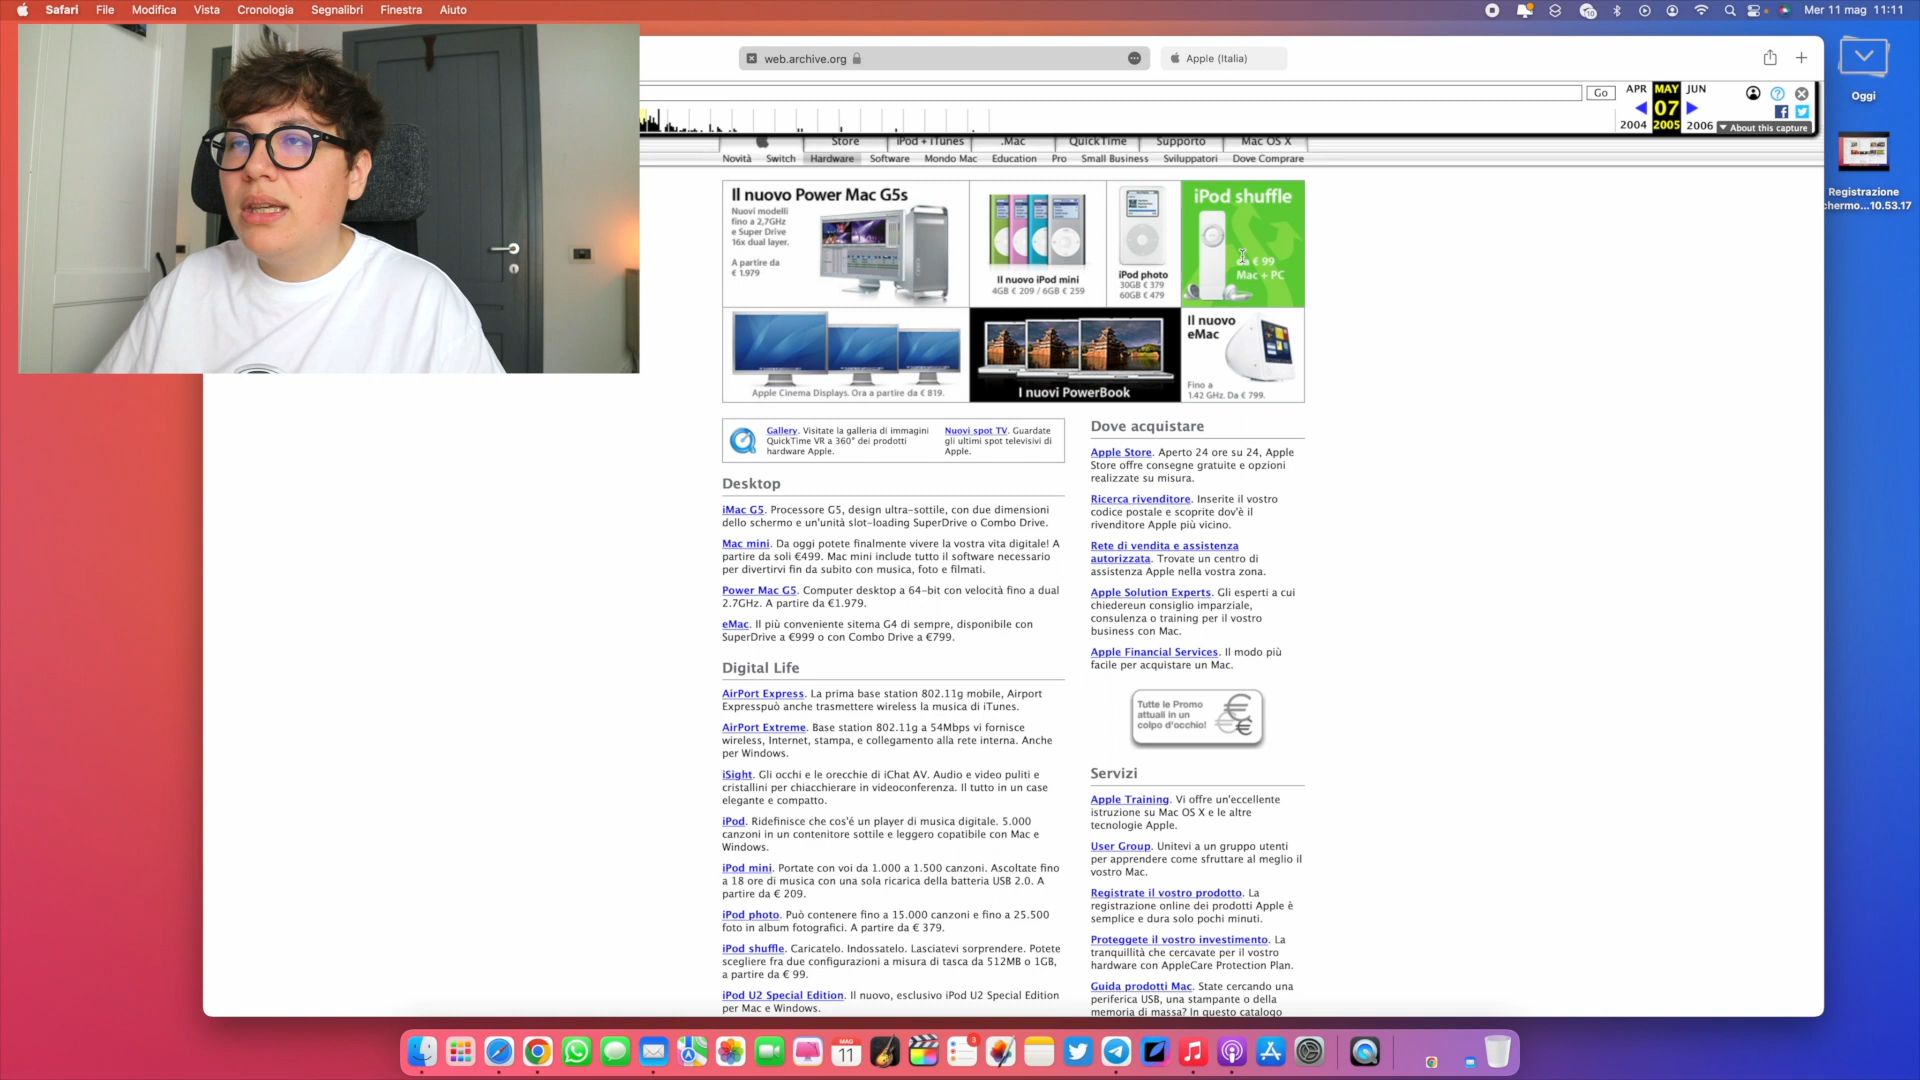 Safari File Modifica Vista Cronologia Segnalibri Finestra Aiuto
Mer 11 mag 11:11
web.archive.org
Apple (Italia)
Go
APR MAY JUN
07
2004 2005 2006
About this capture
Oggi
Registrazione
chermo...10.53.17
Store iPod + iTunes .Mac QuickTime Supporto Mac OS X
Novità Switch Hardware Software Mondo Mac Education Pro Small Business Sviluppatori Dove Comprare
Il nuovo Power Mac G5s
Nuovi modelli
fino a 2,7GHz
e Super Drive
16x dual layer.
A partire da
€ 1.979
Il nuovo iPod mini
4GB € 209 / 6GB € 259
iPod photo
30GB € 379
60GB € 479
iPod shuffle
€ 99
Mac + PC
Apple Cinema Displays. Ora a partire da € 819.
I nuovi PowerBook
Il nuovo
eMac
Fino a
1.42 GHz. Da € 799.
Gallery. Visitate la galleria di immagini
QuickTime VR a 360° dei prodotti
hardware Apple.
Nuovi spot TV. Guardate
gli ultimi spot televisivi di
Apple.
Desktop
iMac G5. Processore G5, design ultra-sottile, con due dimensioni
dello schermo e un'unità slot-loading SuperDrive o Combo Drive.
Mac mini. Da oggi potete finalmente vivere la vostra vita digitale! A
partire da soli €499. Mac mini include tutto il software necessario
per divertirvi fin da subito con musica, foto e filmati.
Power Mac G5. Computer desktop a 64-bit con velocità fino a dual
2.7GHz. A partire da €1.979.
eMac. Il più conveniente sitema G4 di sempre, disponibile con
SuperDrive a €999 o con Combo Drive a €799.
Digital Life
AirPort Express. La prima base station 802.11g mobile, Airport
Expresspuò anche trasmettere wireless la musica di iTunes.
AirPort Extreme. Base station 802.11g a 54Mbps vi fornisce
wireless, Internet, stampa, e collegamento alla rete interna. Anche
per Windows.
iSight. Gli occhi e le orecchie di iChat AV. Audio e video puliti e
cristallini per chiacchierare in videoconferenza. Il tutto in un case
elegante e compatto.
iPod. Ridefinisce che cos'é un player di musica digitale. 5.000
canzoni in un contenitore sottile e leggero copatibile con Mac e
Windows.
iPod mini. Portate con voi da 1.000 a 1.500 canzoni. Ascoltate fino
a 18 ore di musica con una sola ricarica della batteria USB 2.0. A
partire da € 209.
iPod photo. Può contenere fino a 15.000 canzoni e fino a 25.500
foto in album fotografici. A partire da € 379.
iPod shuffle. Caricatelo. Indossatelo. Lasciatevi sorprendere. Potete
scegliere fra due configurazioni a misura di tasca da 512MB o 1GB,
a partire da € 99.
iPod U2 Special Edition. Il nuovo, esclusivo iPod U2 Special Edition
per Mac e Windows.
Dove acquistare
Apple Store. Aperto 24 ore su 24, Apple
Store offre consegne gratuite e opzioni
realizzate su misura.
Ricerca rivenditore. Inserite il vostro
codice postale e scoprite dov'è il
rivenditore Apple più vicino.
Rete di vendita e assistenza
autorizzata. Trovate un centro di
assistenza Apple nella vostra zona.
Apple Solution Experts. Gli esperti a cui
chiedereun consiglio imparziale,
consulenza o training per il vostro
business con Mac.
Apple Financial Services. Il modo più
facile per acquistare un Mac.
Tutte le Promo
attuali in un
colpo d'occhio!
Servizi
Apple Training. Vi offre un'eccellente
istruzione su Mac OS X e le altre
tecnologie Apple.
User Group. Unitevi a un gruppo utenti
per apprendere come sfruttare al meglio il
vostro Mac.
Registrate il vostro prodotto. La
registrazione online dei prodotti Apple è
semplice e dura solo pochi minuti.
Proteggete il vostro investimento. La
tranquillità che cercavate per il vostro
hardware con AppleCare Protection Plan.
Guida prodotti Mac. State cercando una
periferica USB, una stampante o della
memoria di massa? In questo catalogo
MAG
11
3